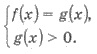 f(x) = g(x),
g(x) > 0.